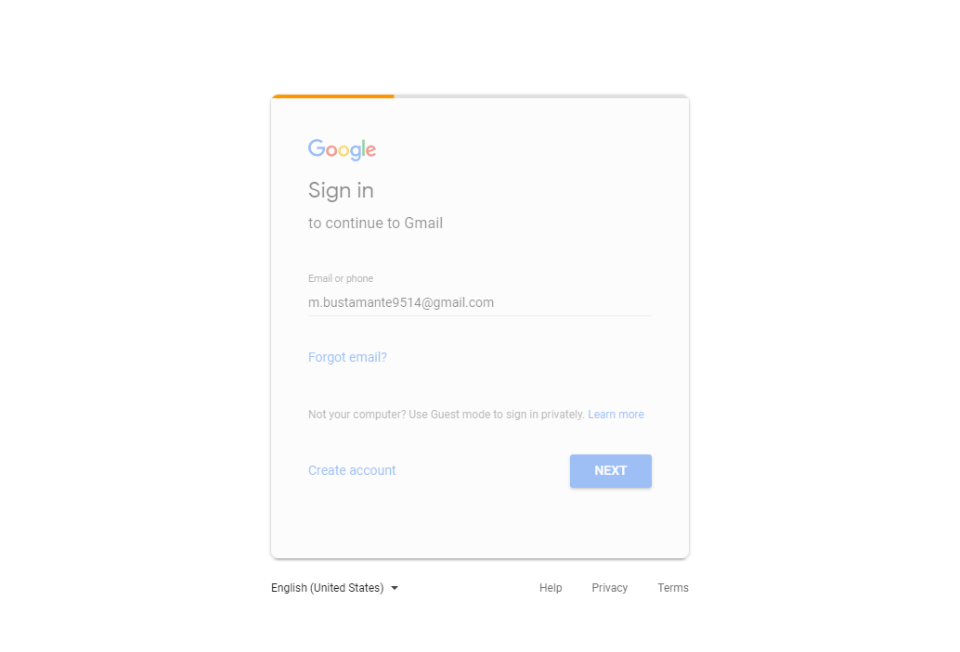 Google
Sign in
to continue to Gmail
Email or phone
m.bustamante9514@gmail.com
Forgot email?
Not your computer? Use Guest mode to sign in privately. Learn more
Create account NEXT
English (United States) Help Privacy Terms